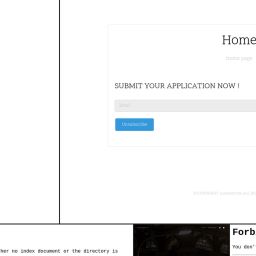 Home
Home page
SUBMIT YOUR APPLICATION NOW !
Email
Unsubscribe
Forb
You don'
her no index document or the directory is